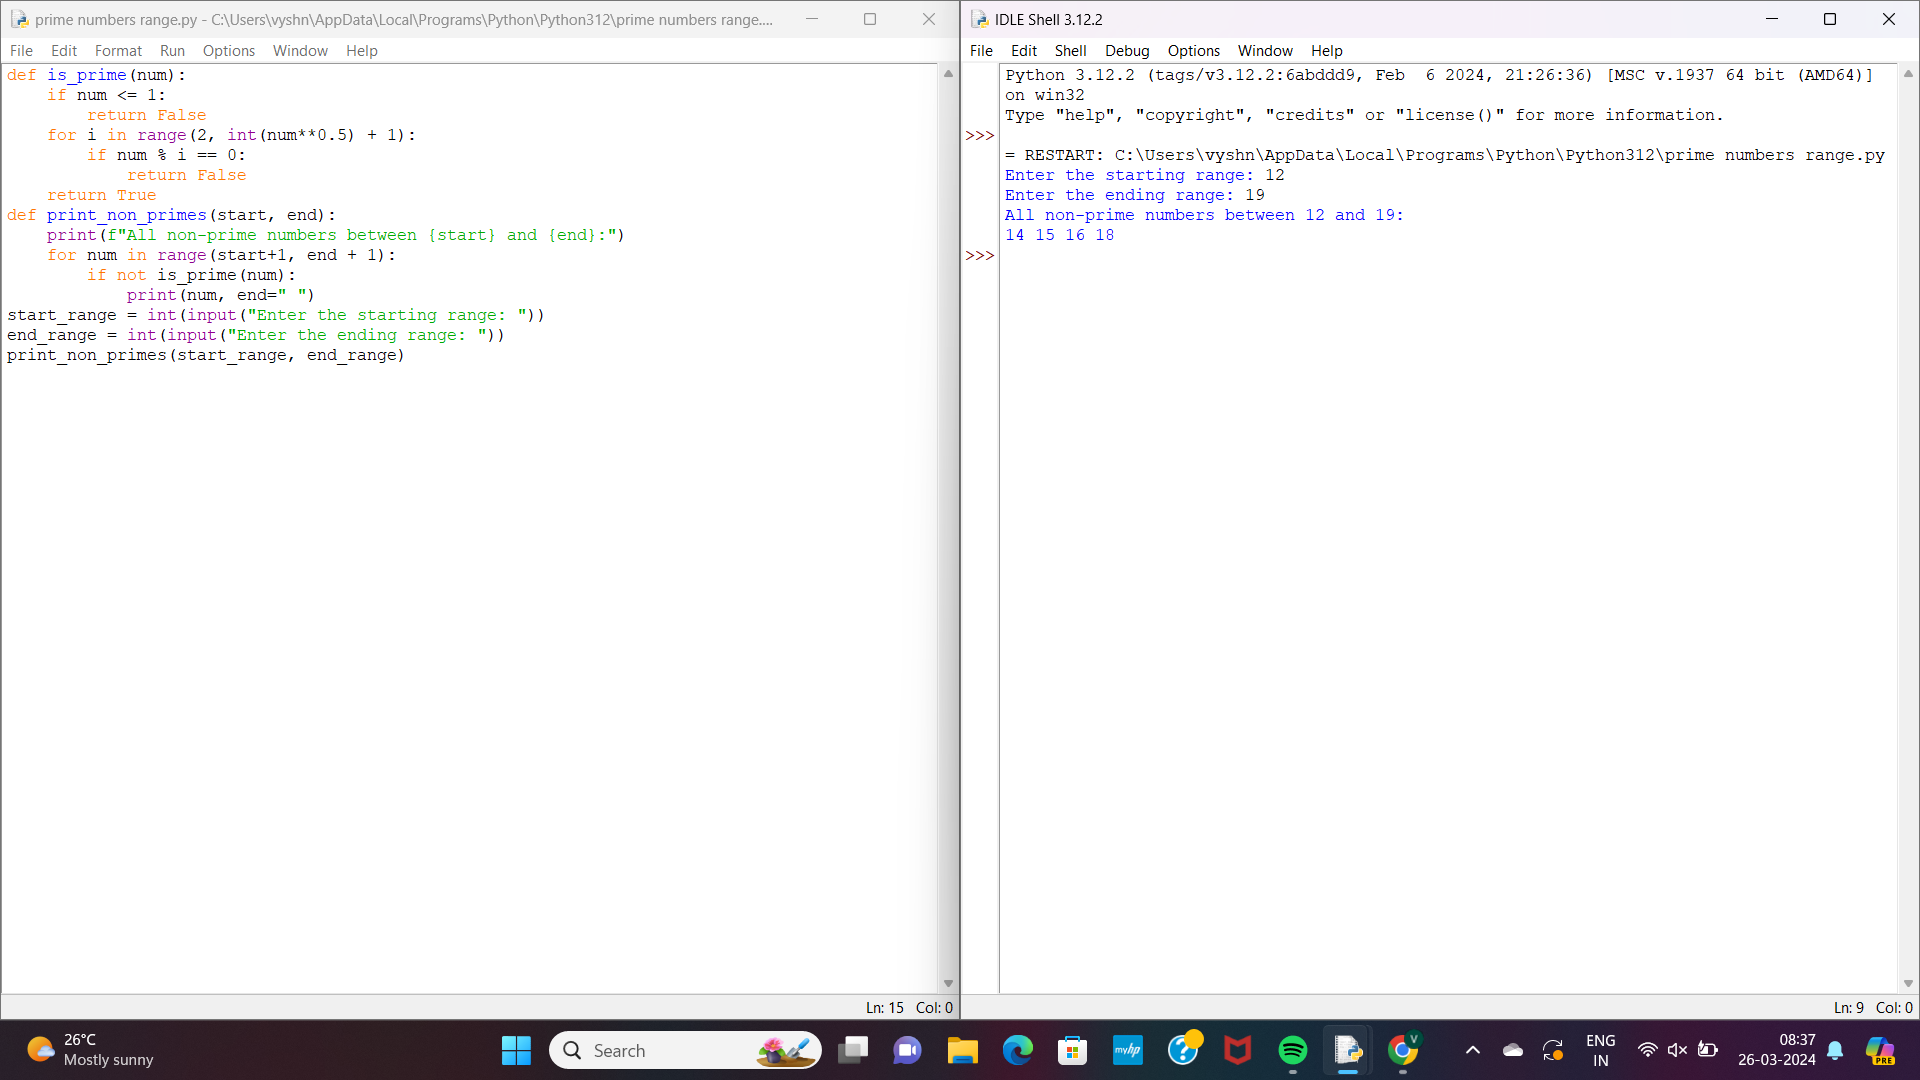 prime numbers range.py - C:\Users\vyshn\AppData\Local\Programs\Python\Python312\prime numbers range....
File Edit Format Run Options Window Help
def is_prime(num):
    if num <= 1:
        return False
    for i in range(2, int(num**0.5) + 1):
        if num % i == 0:
            return False
    return True
def print_non_primes(start, end):
    print(f"All non-prime numbers between {start} and {end}:")
    for num in range(start+1, end + 1):
        if not is_prime(num):
            print(num, end=" ")
start_range = int(input("Enter the starting range: "))
end_range = int(input("Enter the ending range: "))
print_non_primes(start_range, end_range)
Ln: 15 Col: 0
IDLE Shell 3.12.2
File Edit Shell Debug Options Window Help
Python 3.12.2 (tags/v3.12.2:6abddd9, Feb  6 2024, 21:26:36) [MSC v.1937 64 bit (AMD64)]
on win32
Type "help", "copyright", "credits" or "license()" for more information.
>>>
= RESTART: C:\Users\vyshn\AppData\Local\Programs\Python\Python312\prime numbers range.py
Enter the starting range: 12
Enter the ending range: 19
All non-prime numbers between 12 and 19:
14 15 16 18
>>>
Ln: 9 Col: 0
26°C
Mostly sunny
Search
myhp
V
ENG
IN
08:37
26-03-2024
PRE